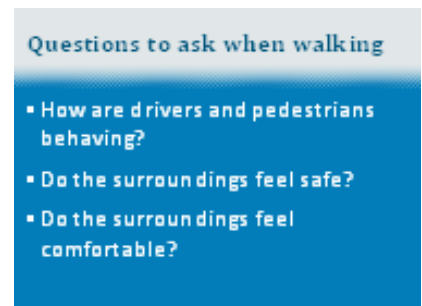 Questions to ask when walking
▪ How are drivers and pedestrians
behaving?
▪ Do the surroundings feel safe?
▪ Do the surroundings feel
comfortable?